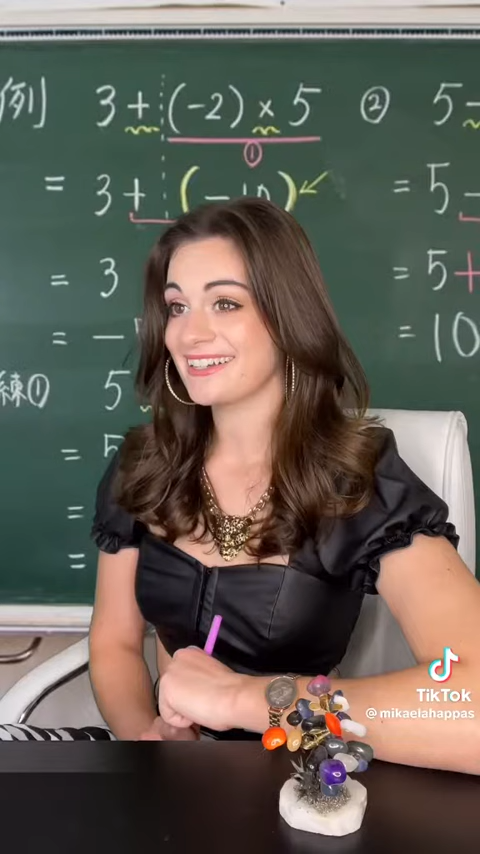 例) 3 + (-2) × 5
①
= 3 + (-10)
= 3
= -
練① 5
= 5
=
=
② 5 -
= 5 -
= 5 +
= 10
TikTok
@mikaelahappas